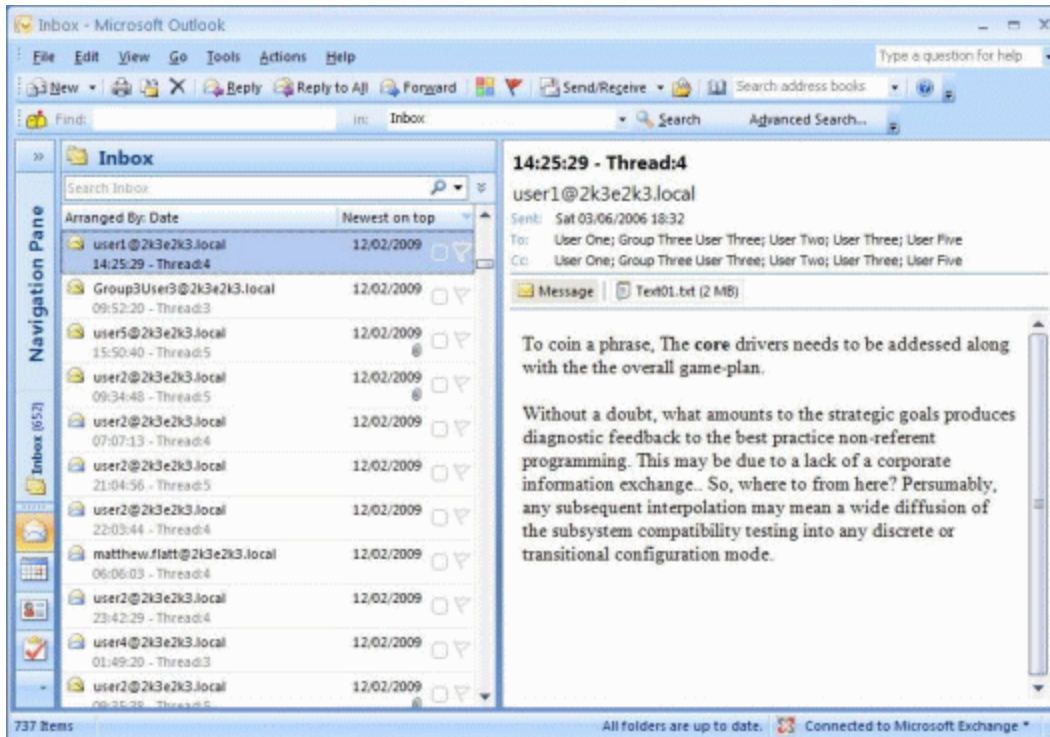 Inbox - Microsoft Outlook
File Edit View Go Tools Actions Help
Type a question for help
New Reply Reply to All Forward Send/Receive Search address books
Find: in: Inbox Search Advanced Search...
Navigation Pane
Inbox (652)
Inbox
Search Inbox
Arranged By: Date Newest on top
user1@2k3e2k3.local 12/02/2009
14:25:29 - Thread:4
Group3User3@2k3e2k3.local 12/02/2009
09:52:20 - Thread:3
user5@2k3e2k3.local 12/02/2009
15:50:40 - Thread:5
user2@2k3e2k3.local 12/02/2009
09:34:48 - Thread:5
user2@2k3e2k3.local 12/02/2009
07:07:13 - Thread:4
user2@2k3e2k3.local 12/02/2009
21:04:56 - Thread:5
user2@2k3e2k3.local 12/02/2009
22:03:44 - Thread:4
matthew.flatt@2k3e2k3.local 12/02/2009
06:06:03 - Thread:4
user2@2k3e2k3.local 12/02/2009
23:42:29 - Thread:4
user4@2k3e2k3.local 12/02/2009
01:49:20 - Thread:3
user2@2k3e2k3.local 12/02/2009
14:25:29 - Thread:4
user1@2k3e2k3.local
Sent: Sat 03/06/2006 18:32
To: User One; Group Three User Three; User Two; User Three; User Five
Cc: User One; Group Three User Three; User Two; User Three; User Five
Message Text01.txt (2 MB)
To coin a phrase, The core drivers needs to be addessed along
with the the overall game-plan.
Without a doubt, what amounts to the strategic goals produces
diagnostic feedback to the best practice non-referent
programming. This may be due to a lack of a corporate
information exchange.. So, where to from here? Persumably,
any subsequent interpolation may mean a wide diffusion of
the subsystem compatibility testing into any discrete or
transitional configuration mode.
737 Items
All folders are up to date. Connected to Microsoft Exchange